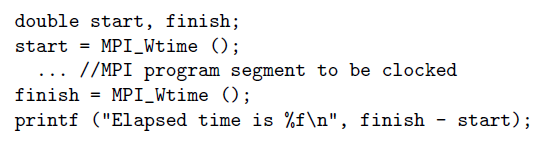 double start, finish;
start = MPI_Wtime ();
  ... //MPI program segment to be clocked
finish = MPI_Wtime ();
printf ("Elapsed time is %f\n", finish - start);